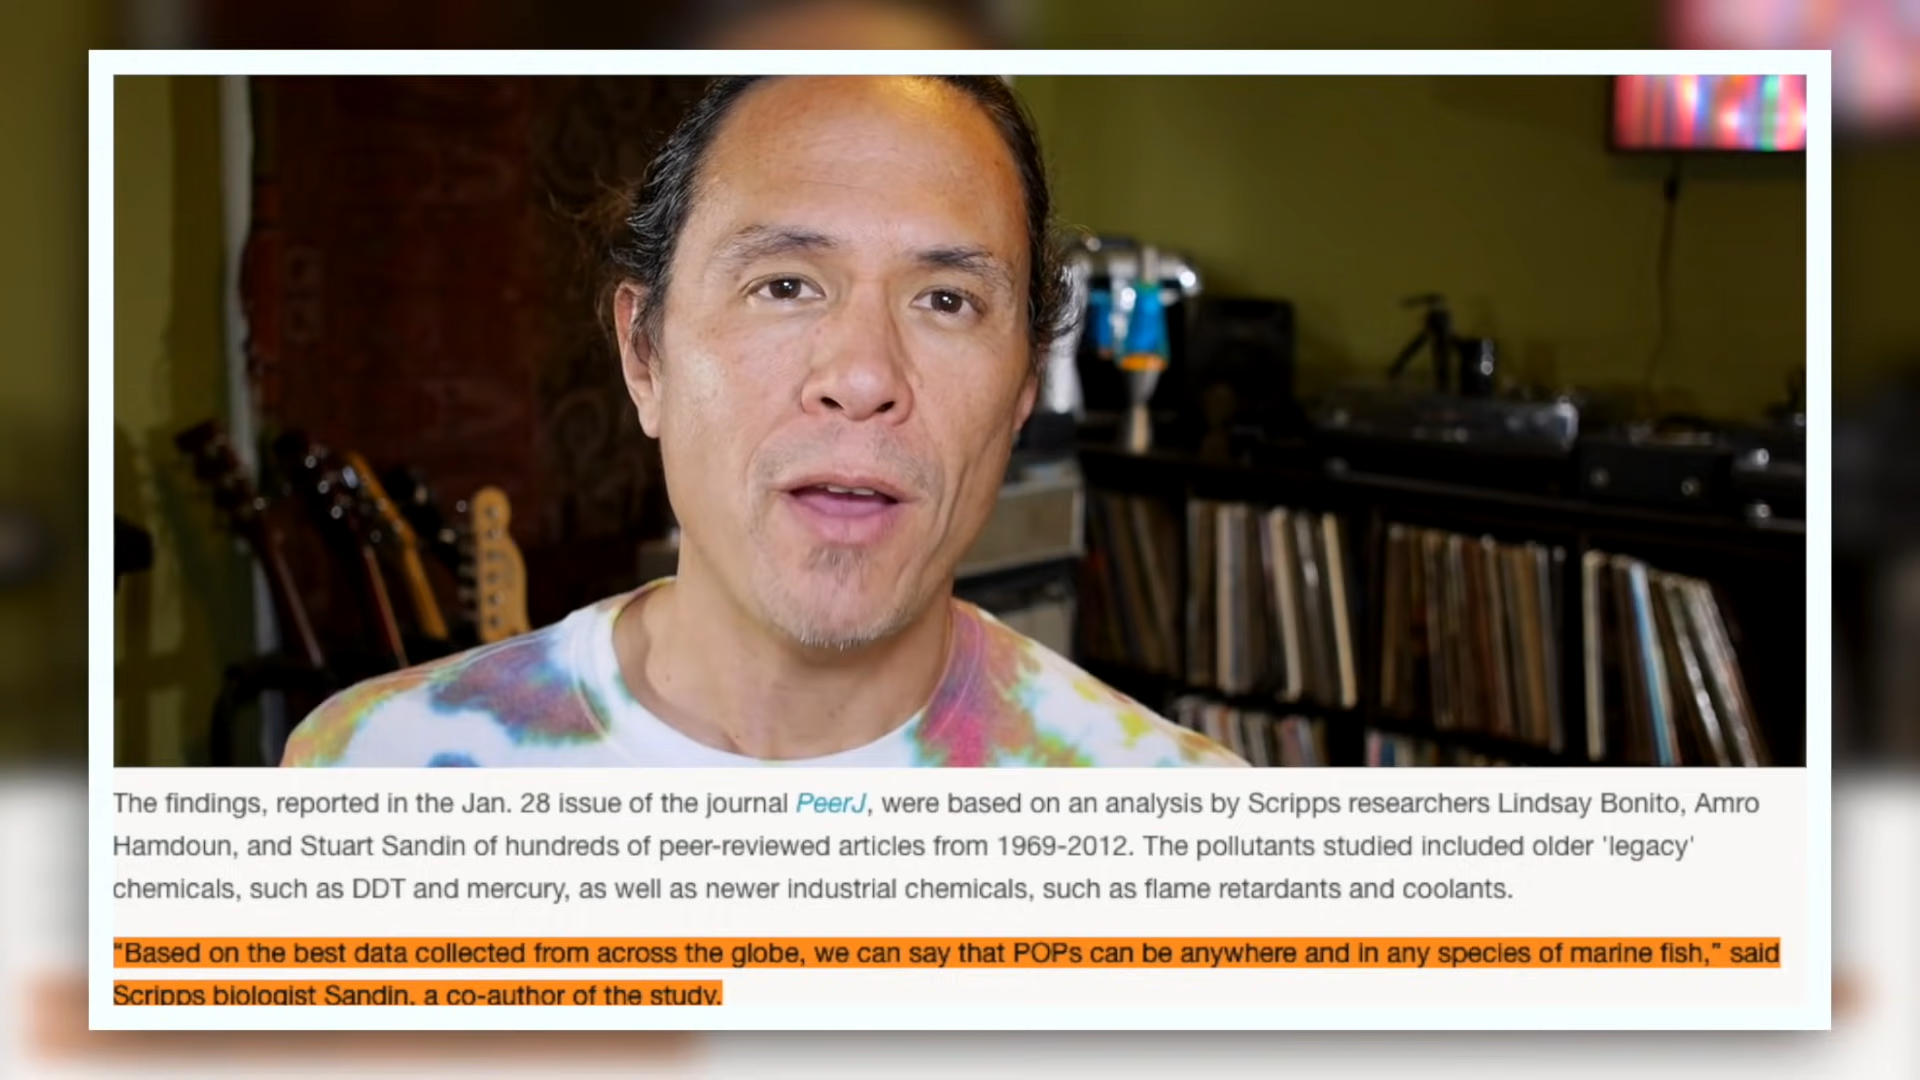 The findings, reported in the Jan. 28 issue of the journal PeerJ, were based on an analysis by Scripps researchers Lindsay Bonito, Amro
Hamdoun, and Stuart Sandin of hundreds of peer-reviewed articles from 1969-2012. The pollutants studied included older 'legacy'
chemicals, such as DDT and mercury, as well as newer industrial chemicals, such as flame retardants and coolants.
“Based on the best data collected from across the globe, we can say that POPs can be anywhere and in any species of marine fish,” said
Scripps biologist Sandin, a co-author of the study.